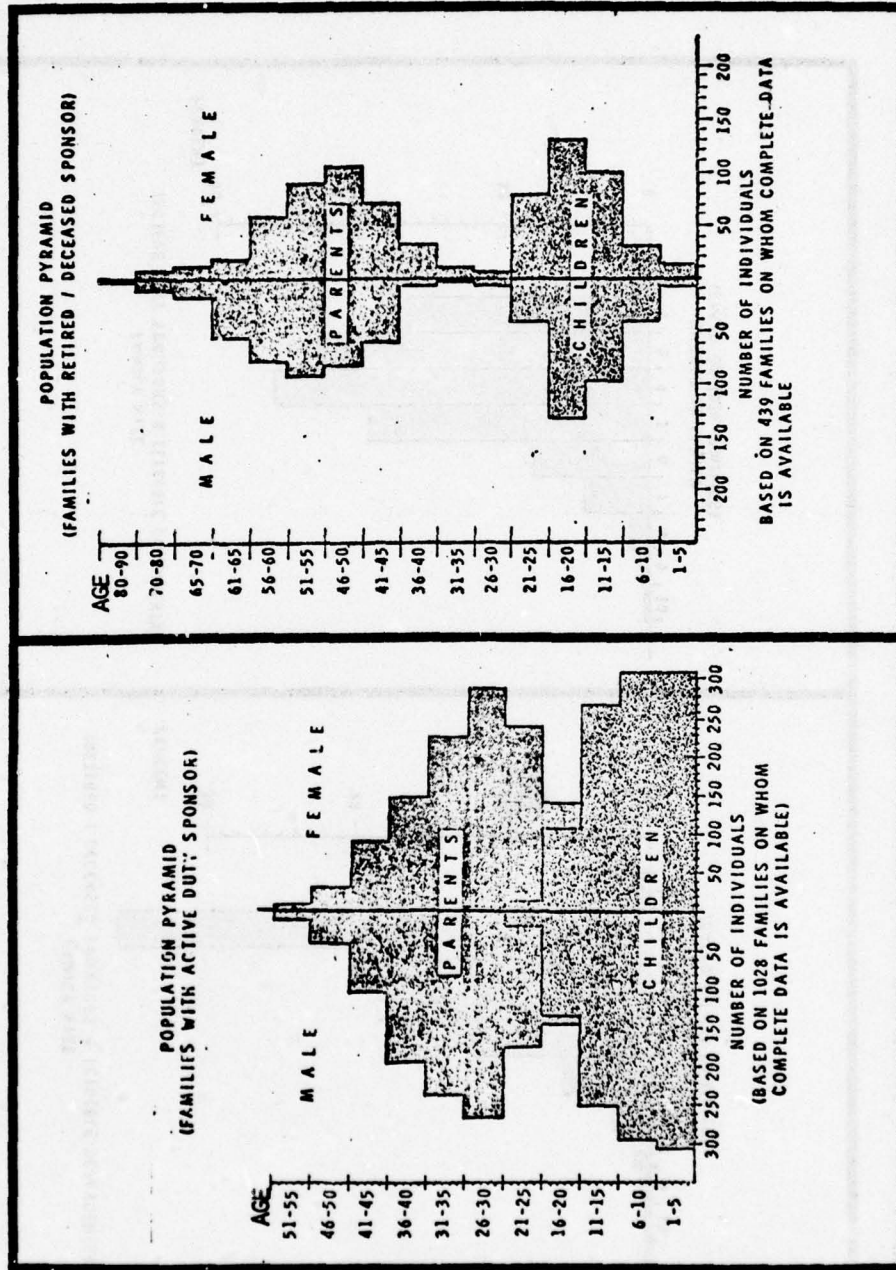 POPULATION PYRAMID
(FAMILIES WITH ACTIVE DUTY SPONSOR)
MALE
FEMALE
AGE
51-55
46-50
41-45
36-40
31-35
26-30
21-25
16-20
11-15
6-10
1-5
PARENTS
CHILDREN
300 250 200 150 100 50 50 100 150 200 250 300
NUMBER OF INDIVIDUALS
(BASED ON 1028 FAMILIES ON WHOM
COMPLETE DATA IS AVAILABLE)
POPULATION PYRAMID
(FAMILIES WITH RETIRED / DECEASED SPONSOR)
MALE
FEMALE
AGE
80-90
70-80
65-70
61-65
56-60
51-55
46-50
41-45
36-40
31-35
26-30
21-25
16-20
11-15
6-10
1-5
PARENTS
CHILDREN
200 150 100 50 50 100 150 200
NUMBER OF INDIVIDUALS
BASED ON 439 FAMILIES ON WHOM COMPLETE DATA
IS AVAILABLE